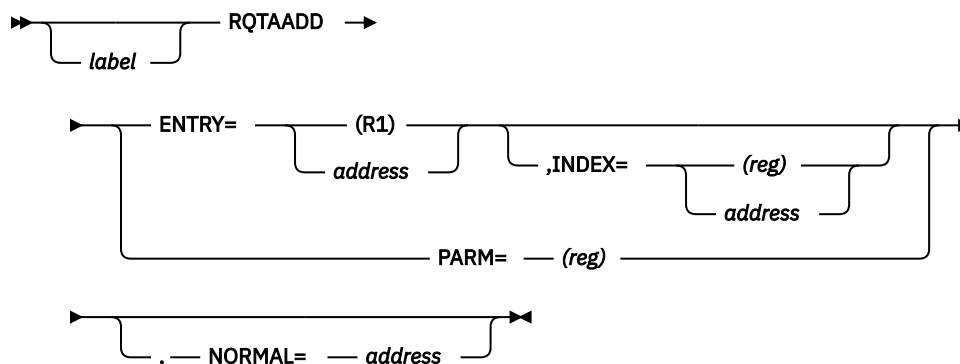 RQTAADD
label
ENTRY= (R1)
address
,INDEX= (reg)
address
PARM= (reg)
, NORMAL= address